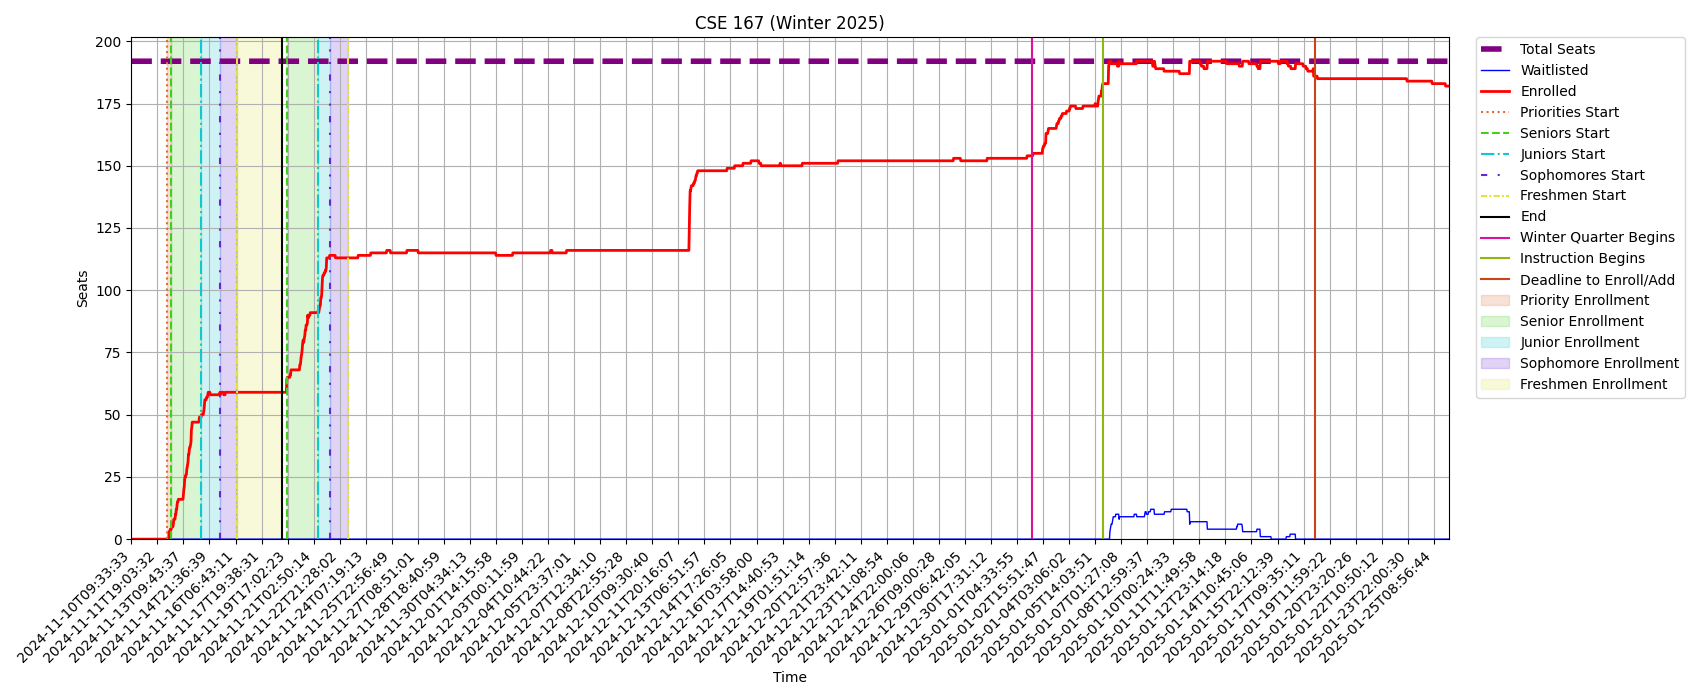 CSE 167 (Winter 2025)
Seats
200
175
150
125
100
75
50
25
0
2024-11-10T09:33:33
2024-11-11T19:03:32
2024-11-13T09:43:37
2024-11-14T21:36:39
2024-11-16T06:43:11
2024-11-17T19:38:31
2024-11-19T17:02:23
2024-11-21T02:50:14
2024-11-22T21:28:02
2024-11-24T07:19:13
2024-11-25T22:56:49
2024-11-27T08:51:01
2024-11-28T18:40:59
2024-11-30T04:34:13
2024-12-01T14:15:58
2024-12-03T00:11:59
2024-12-04T10:44:22
2024-12-05T23:37:01
2024-12-07T12:34:10
2024-12-08T22:55:28
2024-12-10T09:30:40
2024-12-11T20:16:07
2024-12-13T06:51:57
2024-12-14T17:26:05
2024-12-16T03:58:00
2024-12-17T14:40:53
2024-12-19T01:51:14
2024-12-20T12:57:36
2024-12-21T23:42:11
2024-12-23T11:08:54
2024-12-24T22:00:06
2024-12-26T09:00:28
2024-12-29T06:42:05
2024-12-30T17:31:12
2025-01-01T04:33:55
2025-01-02T15:51:47
2025-01-04T03:06:02
2025-01-05T14:03:51
2025-01-07T01:27:08
2025-01-08T12:59:37
2025-01-10T00:24:33
2025-01-11T11:49:58
2025-01-12T23:14:18
2025-01-14T10:45:06
2025-01-15T22:12:39
2025-01-17T09:35:11
2025-01-19T11:59:22
2025-01-20T23:20:26
2025-01-22T10:50:12
2025-01-23T22:00:30
2025-01-25T08:56:44
Time
Total Seats
Waitlisted
Enrolled
Priorities Start
Seniors Start
Juniors Start
Sophomores Start
Freshmen Start
End
Winter Quarter Begins
Instruction Begins
Deadline to Enroll/Add
Priority Enrollment
Senior Enrollment
Junior Enrollment
Sophomore Enrollment
Freshmen Enrollment